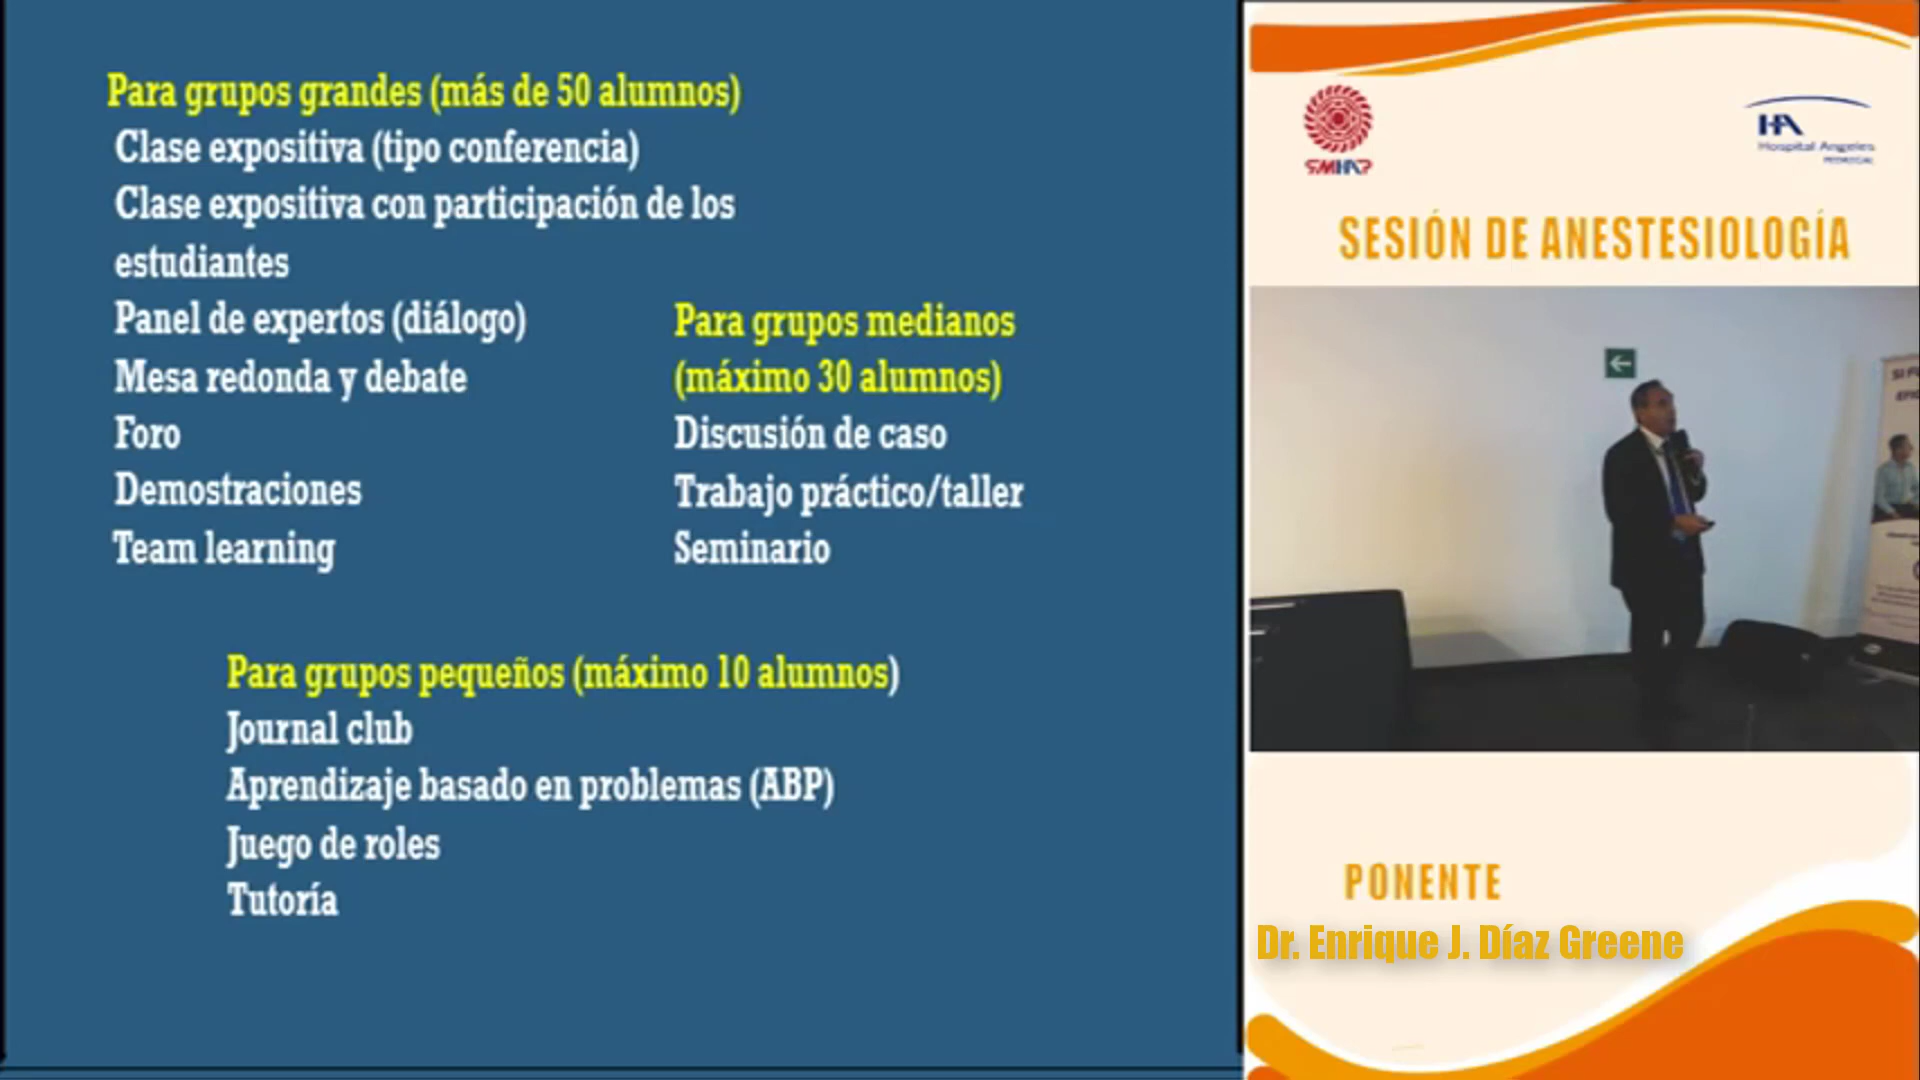 Para grupos grandes (más de 50 alumnos)
Clase expositiva (tipo conferencia)
Clase expositiva con participación de los
estudiantes
Panel de expertos (diálogo)
Mesa redonda y debate
Foro
Demostraciones
Team learning
Para grupos medianos
(máximo 30 alumnos)
Discusión de caso
Trabajo práctico/taller
Seminario
Para grupos pequeños (máximo 10 alumnos)
Journal club
Aprendizaje basado en problemas (ABP)
Juego de roles
Tutoría
SMHAP
HA
Hospital Angeles
PEDREGAL
SESIÓN DE ANESTESIOLOGÍA
PONENTE
Dr. Enrique J. Díaz Greene